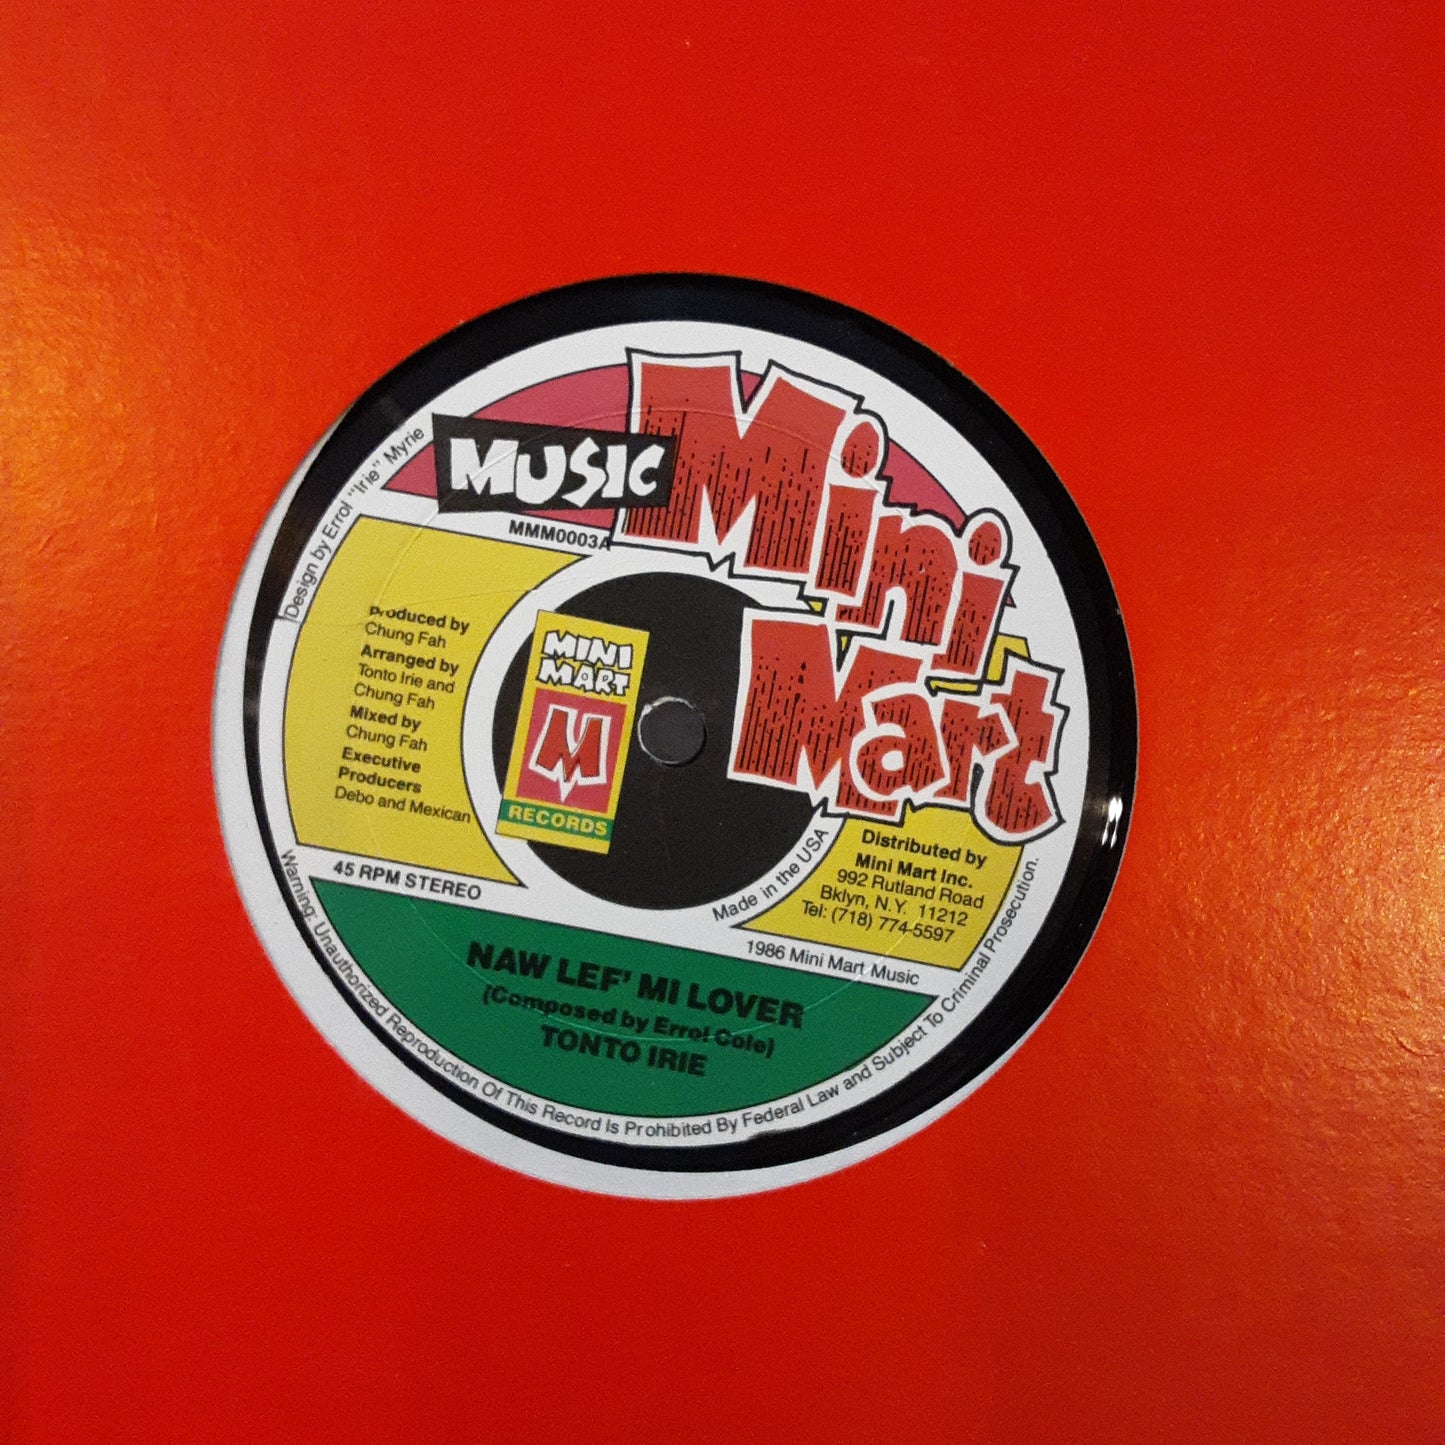 MUSIC
Mini
Mart
MMM0003A
Design by Errol "Irie" Myrie
Produced by
Chung Fah
Arranged by
Tonto Irie and
Chung Fah
Mixed by
Chung Fah
Executive
Producers
Debo and Mexican
MINI
MART
M
RECORDS
Made in the USA
Distributed by
Mini Mart Inc.
992 Rutland Road
Bklyn, N.Y. 11212
Tel: (718) 774-5597
45 RPM STEREO
1986 Mini Mart Music
NAW LEF' MI LOVER
(Composed by Errol Cole)
TONTO IRIE
Warning: Unauthorized Reproduction Of This Record Is Prohibited By Federal Law and Subject To Criminal Prosecution.